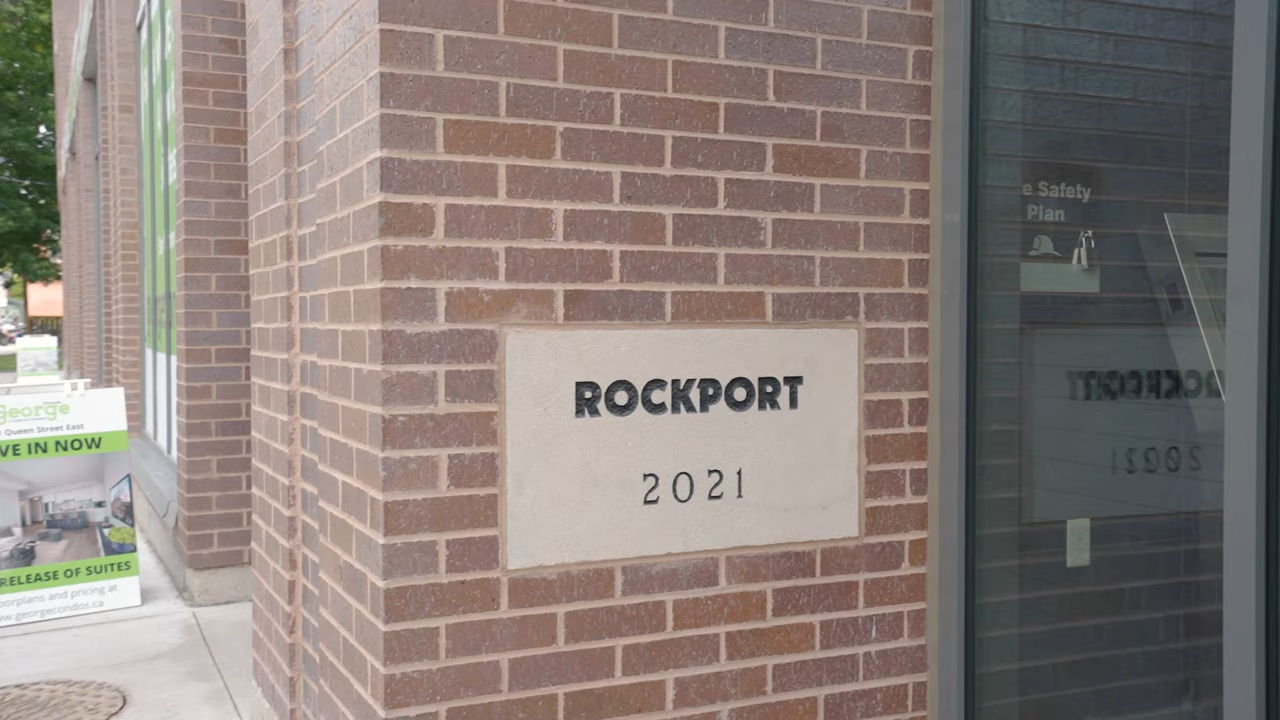 ROCKPORT
2021
george
Queen Street East
VE IN NOW
RELEASE OF SUITES
oorplans and pricing at
www.georgecondos.ca
e Safety
Plan